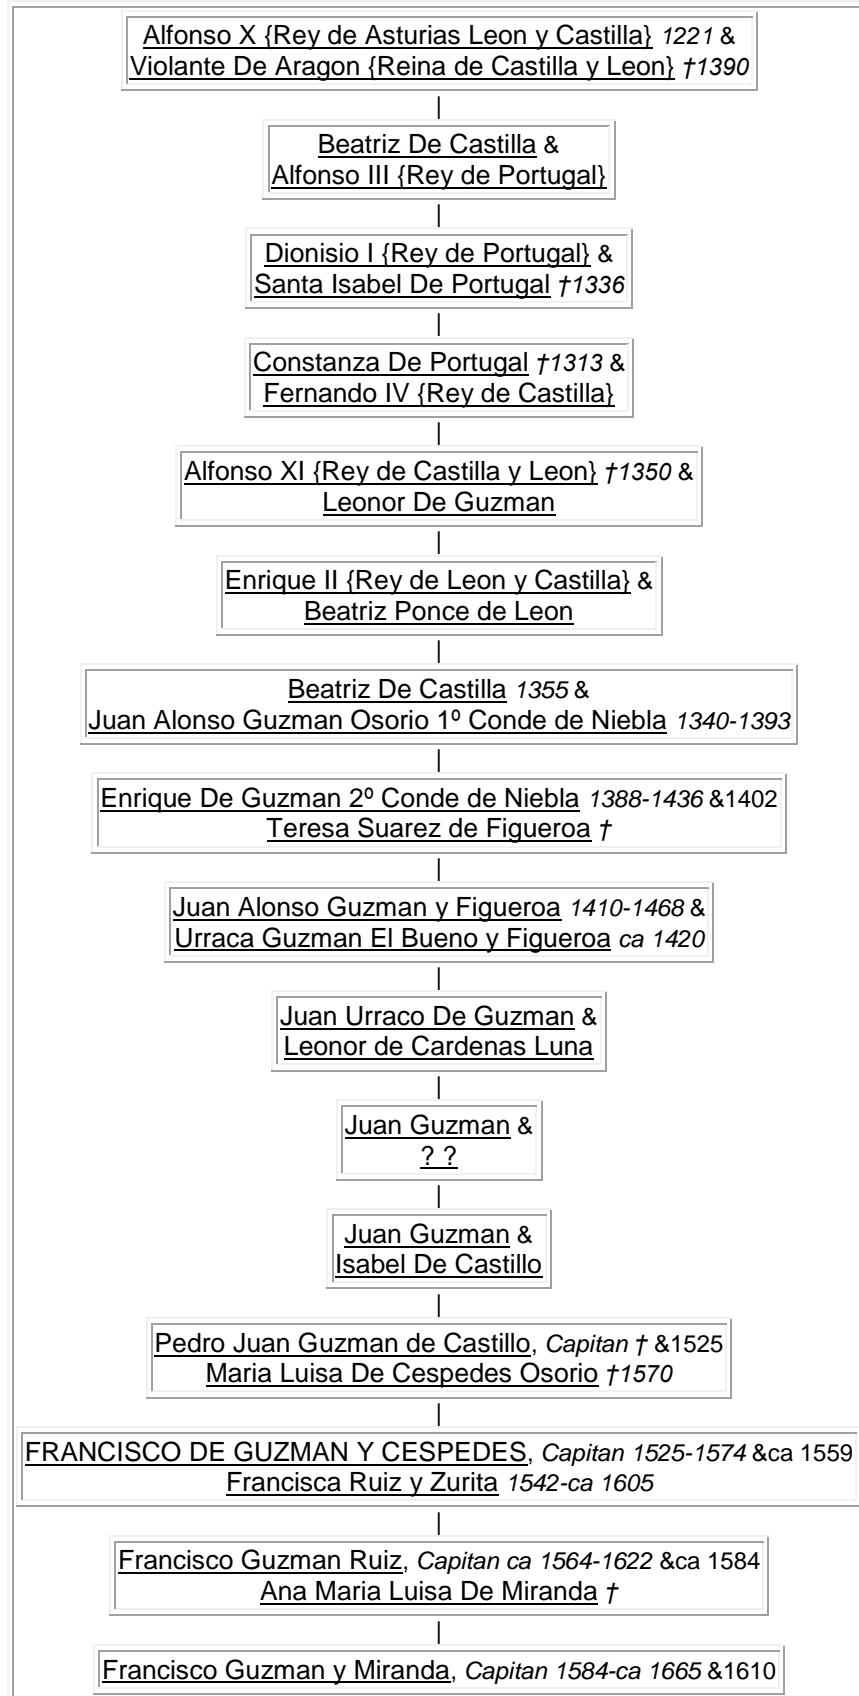 Alfonso X {Rey de Asturias Leon y Castilla} 1221 &
Violante De Aragon {Reina de Castilla y Leon} †1390
Beatriz De Castilla &
Alfonso III {Rey de Portugal}
Dionisio I {Rey de Portugal} &
Santa Isabel De Portugal †1336
Constanza De Portugal †1313 &
Fernando IV {Rey de Castilla}
Alfonso XI {Rey de Castilla y Leon} †1350 &
Leonor De Guzman
Enrique II {Rey de Leon y Castilla} &
Beatriz Ponce de Leon
Beatriz De Castilla 1355 &
Juan Alonso Guzman Osorio 1º Conde de Niebla 1340-1393
Enrique De Guzman 2º Conde de Niebla 1388-1436 &1402
Teresa Suarez de Figueroa †
Juan Alonso Guzman y Figueroa 1410-1468 &
Urraca Guzman El Bueno y Figueroa ca 1420
Juan Urraco De Guzman &
Leonor de Cardenas Luna
Juan Guzman &
? ?
Juan Guzman &
Isabel De Castillo
Pedro Juan Guzman de Castillo, Capitan † &1525
Maria Luisa De Cespedes Osorio †1570
FRANCISCO DE GUZMAN Y CESPEDES, Capitan 1525-1574 &ca 1559
Francisca Ruiz y Zurita 1542-ca 1605
Francisco Guzman Ruiz, Capitan ca 1564-1622 &ca 1584
Ana Maria Luisa De Miranda †
Francisco Guzman y Miranda, Capitan 1584-ca 1665 &1610